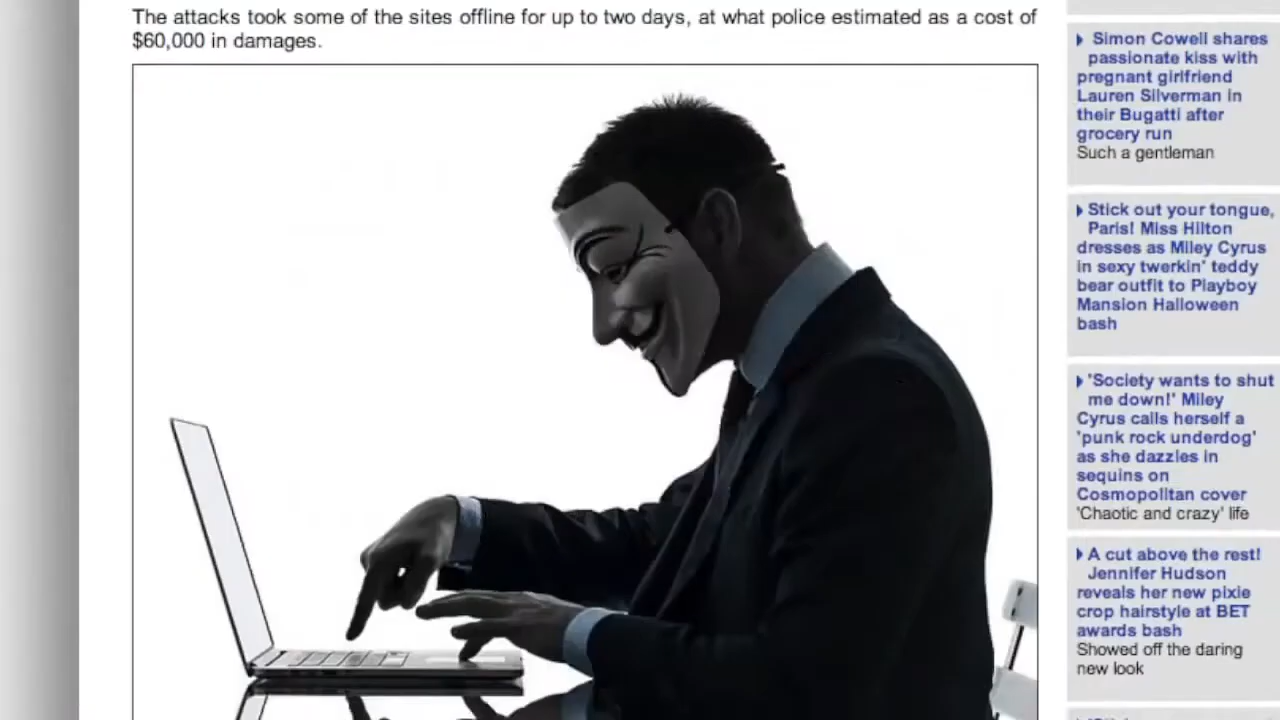 The attacks took some of the sites offline for up to two days, at what police estimated as a cost of
$60,000 in damages.
Simon Cowell shares
passionate kiss with
pregnant girlfriend
Lauren Silverman in
their Bugatti after
grocery run
Such a gentleman
Stick out your tongue,
Paris! Miss Hilton
dresses as Miley Cyrus
in sexy twerkin' teddy
bear outfit to Playboy
Mansion Halloween
bash
'Society wants to shut
me down!' Miley
Cyrus calls herself a
'punk rock underdog'
as she dazzles in
sequins on
Cosmopolitan cover
'Chaotic and crazy' life
A cut above the rest!
Jennifer Hudson
reveals her new pixie
crop hairstyle at BET
awards bash
Showed off the daring
new look